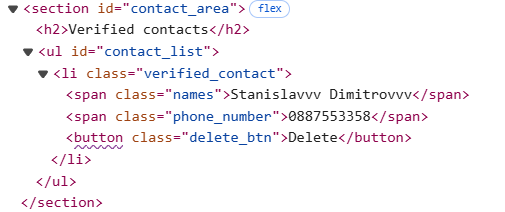 <section id="contact_area"> flex
<h2>Verified contacts</h2>
<ul id="contact_list">
<li class="verified_contact">
<span class="names">Stanislavvv Dimitrovvv</span>
<span class="phone_number">0887553358</span>
<button class="delete_btn">Delete</button>
</li>
</ul>
</section>